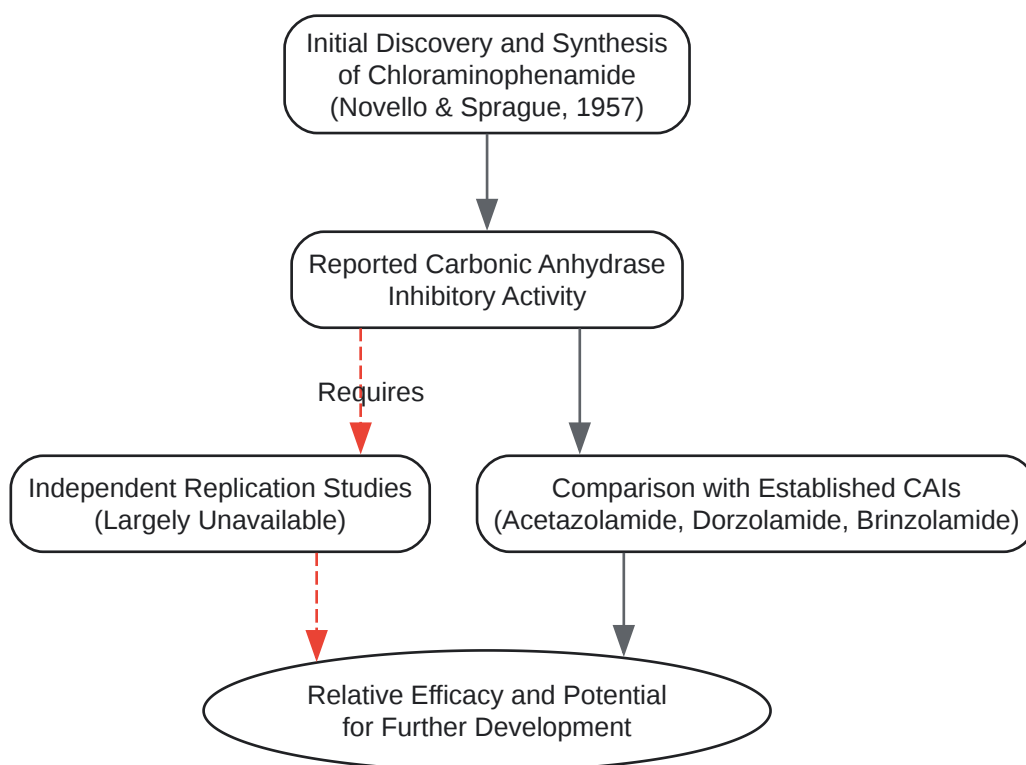 Initial Discovery and Synthesis
of Chloraminophenamide
(Novello & Sprague, 1957)
Reported Carbonic Anhydrase
Inhibitory Activity
Requires
Independent Replication Studies
(Largely Unavailable)
Comparison with Established CAIs
(Acetazolamide, Dorzolamide, Brinzolamide)
Relative Efficacy and Potential
for Further Development